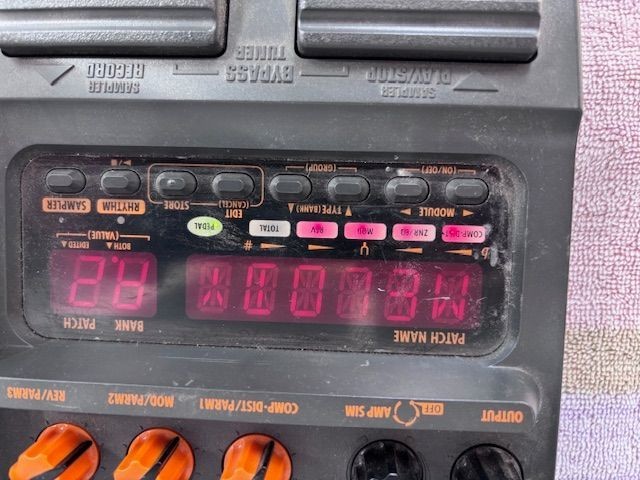 OUTPUT
OFF
AMP SIM
COMP·DIST/PARM1
MOD/PARM2
REV/PARM3
PATCH NAME
BANK PATCH
♭ ◄ ◄ Y ► ► #
BOTH▼ EDITED▼
(VALUE)
COMP·DIST
ZNR/EQ
MOD
REV
TOTAL
PEDAL
◄ MODULE ►
▼ TYPE (BANK) ▲
EDIT
(CANCEL)
STORE
RHYTHM
SAMPLER
(ON/OFF)
(GROUP)
►/■
SAMPLER
PLAY/STOP
BYPASS
TUNER
SAMPLER
RECORD